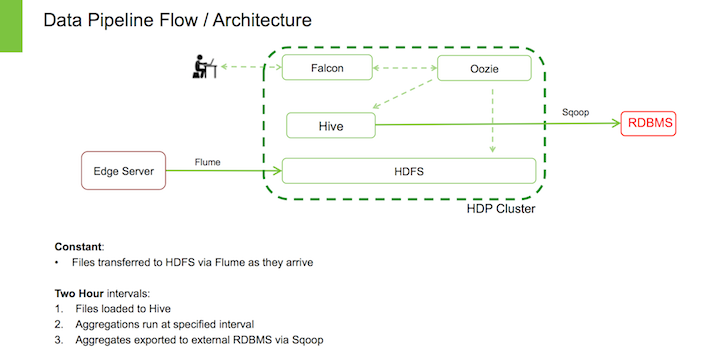 Data Pipeline Flow / Architecture
Falcon
Oozie
Hive
Sqoop
RDBMS
Edge Server
Flume
HDFS
HDP Cluster
Constant:
• Files transferred to HDFS via Flume as they arrive
Two Hour intervals:
1. Files loaded to Hive
2. Aggregations run at specified interval
3. Aggregates exported to external RDBMS via Sqoop